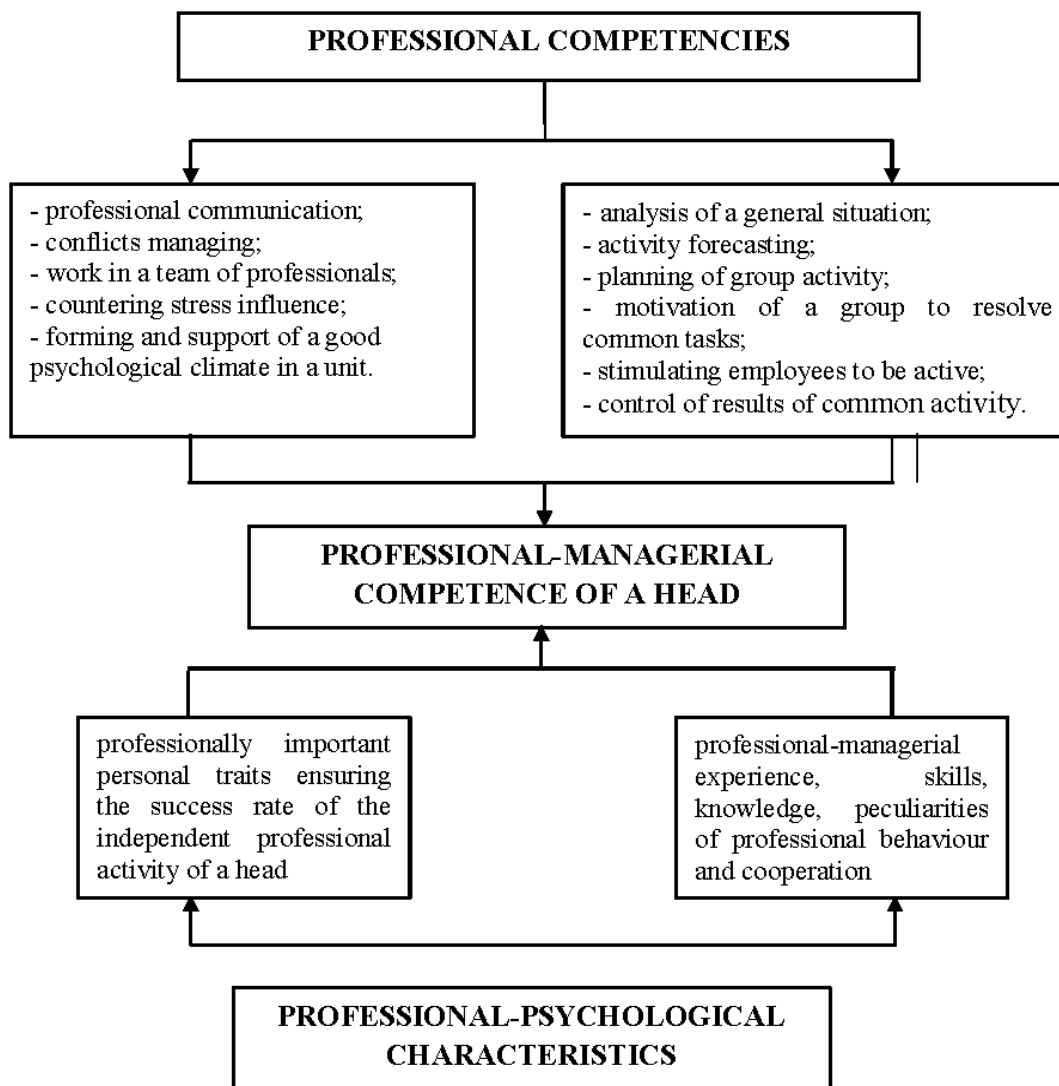 PROFESSIONAL COMPETENCIES
- professional communication;
- conflicts managing;
- work in a team of professionals;
- countering stress influence;
- forming and support of a good
psychological climate in a unit.
- analysis of a general situation;
- activity forecasting;
- planning of group activity;
- motivation of a group to resolve
common tasks;
- stimulating employees to be active;
- control of results of common activity.
PROFESSIONAL-MANAGERIAL
COMPETENCE OF A HEAD
professionally important
personal traits ensuring
the success rate of the
independent professional
activity of a head
professional-managerial
experience, skills,
knowledge, peculiarities
of professional behaviour
and cooperation
PROFESSIONAL-PSYCHOLOGICAL
CHARACTERISTICS